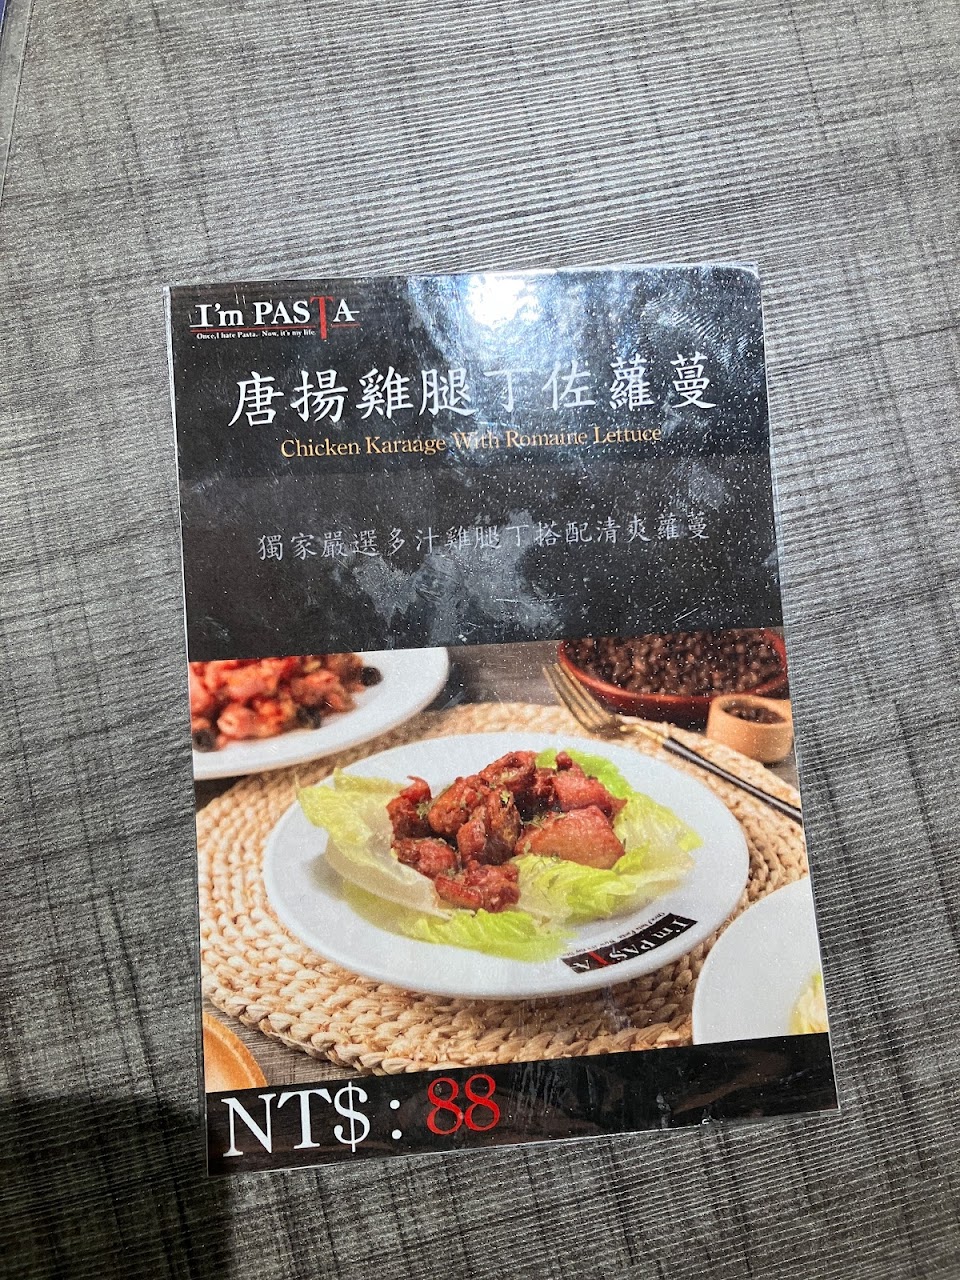 I'm PASTA
Once, I hate Pasta. Now, it's my life.
唐揚雞腿丁佐蘿蔓
Chicken Karaage With Romaine Lettuce
獨家嚴選多汁雞腿丁搭配清爽蘿蔓
I'm PASTA
NT$: 88